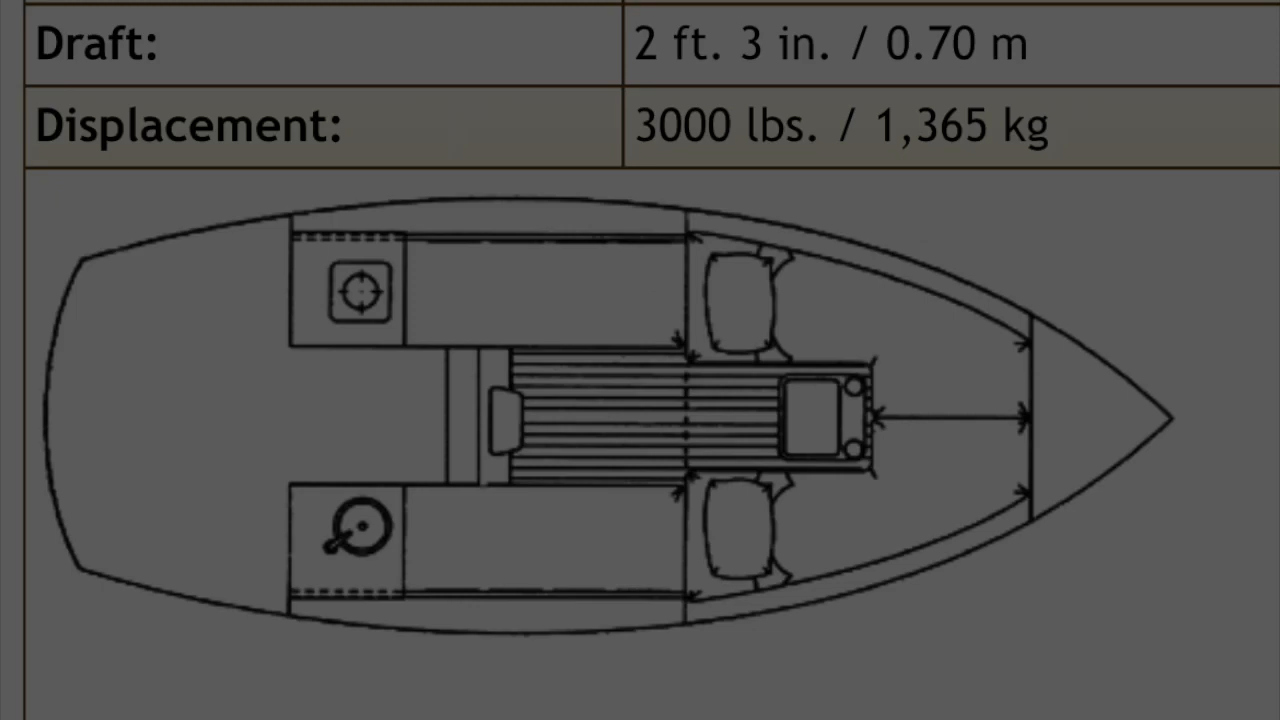 Draft: 2 ft. 3 in. / 0.70 m
Displacement: 3000 lbs. / 1,365 kg